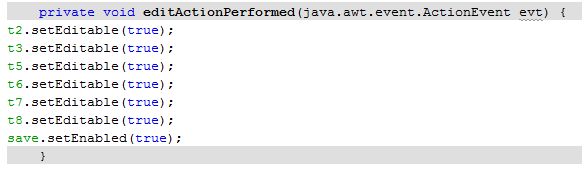 private void editActionPerformed(java.awt.event.ActionEvent evt) {
t2.setEditable(true);
t3.setEditable(true);
t5.setEditable(true);
t6.setEditable(true);
t7.setEditable(true);
t8.setEditable(true);
save.setEnabled(true);
}